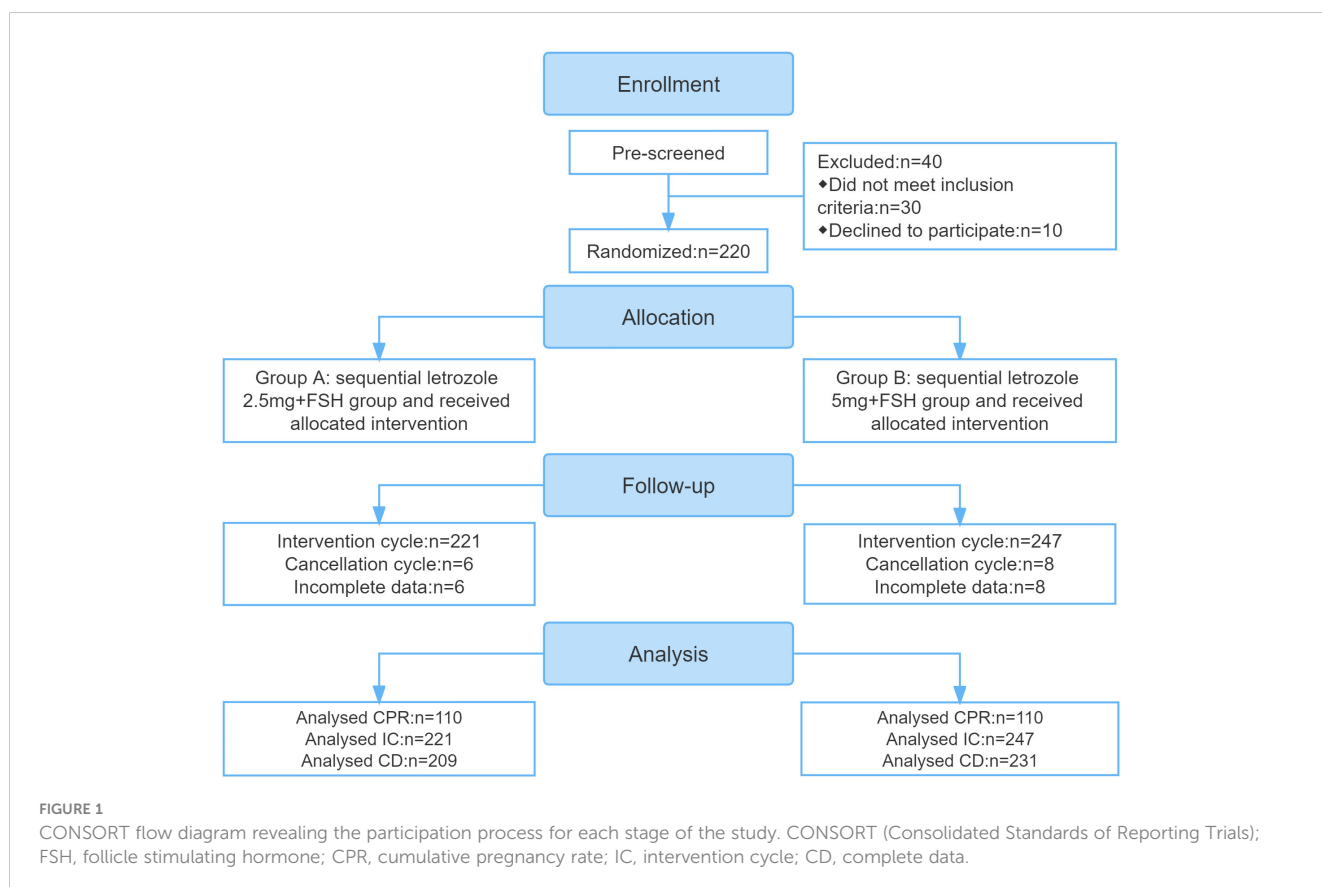 Enrollment
Pre-screened
Excluded:n=40
◆Did not meet inclusion
criteria:n=30
◆Declined to participate:n=10
Randomized:n=220
Allocation
Group A: sequential letrozole
2.5mg+FSH group and received
allocated intervention
Group B: sequential letrozole
5mg+FSH group and received
allocated intervention
Follow-up
Intervention cycle:n=221
Cancellation cycle:n=6
Incomplete data:n=6
Intervention cycle:n=247
Cancellation cycle:n=8
Incomplete data:n=8
Analysis
Analysed CPR:n=110
Analysed IC:n=221
Analysed CD:n=209
Analysed CPR:n=110
Analysed IC:n=247
Analysed CD:n=231
FIGURE 1
CONSORT flow diagram revealing the participation process for each stage of the study. CONSORT (Consolidated Standards of Reporting Trials);
FSH, follicle stimulating hormone; CPR, cumulative pregnancy rate; IC, intervention cycle; CD, complete data.